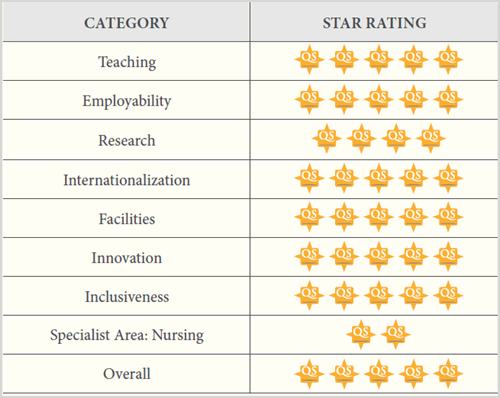 CATEGORY STAR RATING
Teaching QS QS QS QS QS
Employability QS QS QS QS QS
Research QS QS QS QS
Internationalization QS QS QS QS QS
Facilities QS QS QS QS QS
Innovation QS QS QS QS QS
Inclusiveness QS QS QS QS QS
Specialist Area: Nursing QS QS
Overall QS QS QS QS QS